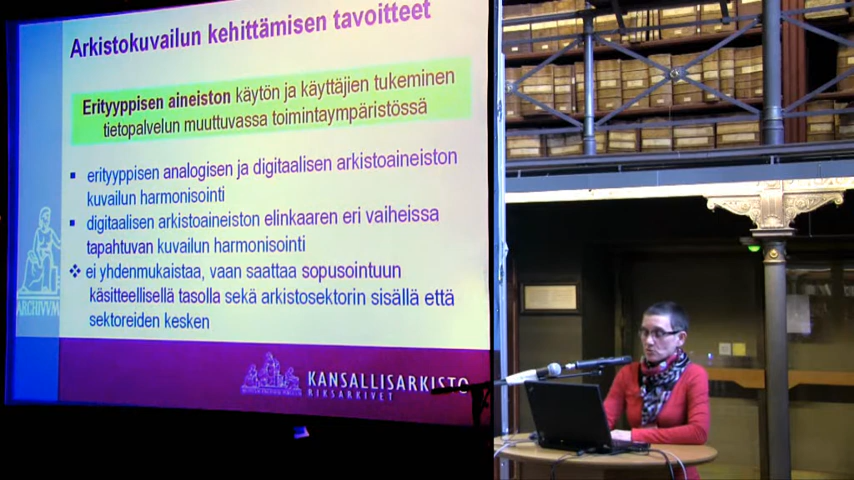 Arkistokuvailun kehittämisen tavoitteet
Erityyppisen aineiston käytön ja käyttäjien tukeminen
tietopalvelun muuttuvassa toimintaympäristössä
▪ erityyppisen analogisen ja digitaalisen arkistoaineiston
kuvailun harmonisointi
▪ digitaalisen arkistoaineiston elinkaaren eri vaiheissa
tapahtuvan kuvailun harmonisointi
❖ ei yhdenmukaistaa, vaan saattaa sopusointuun
käsitteellisellä tasolla sekä arkistosektorin sisällä että
sektoreiden kesken
ARCHIVVM
KANSALLISARKISTO
RIKSARKIVET